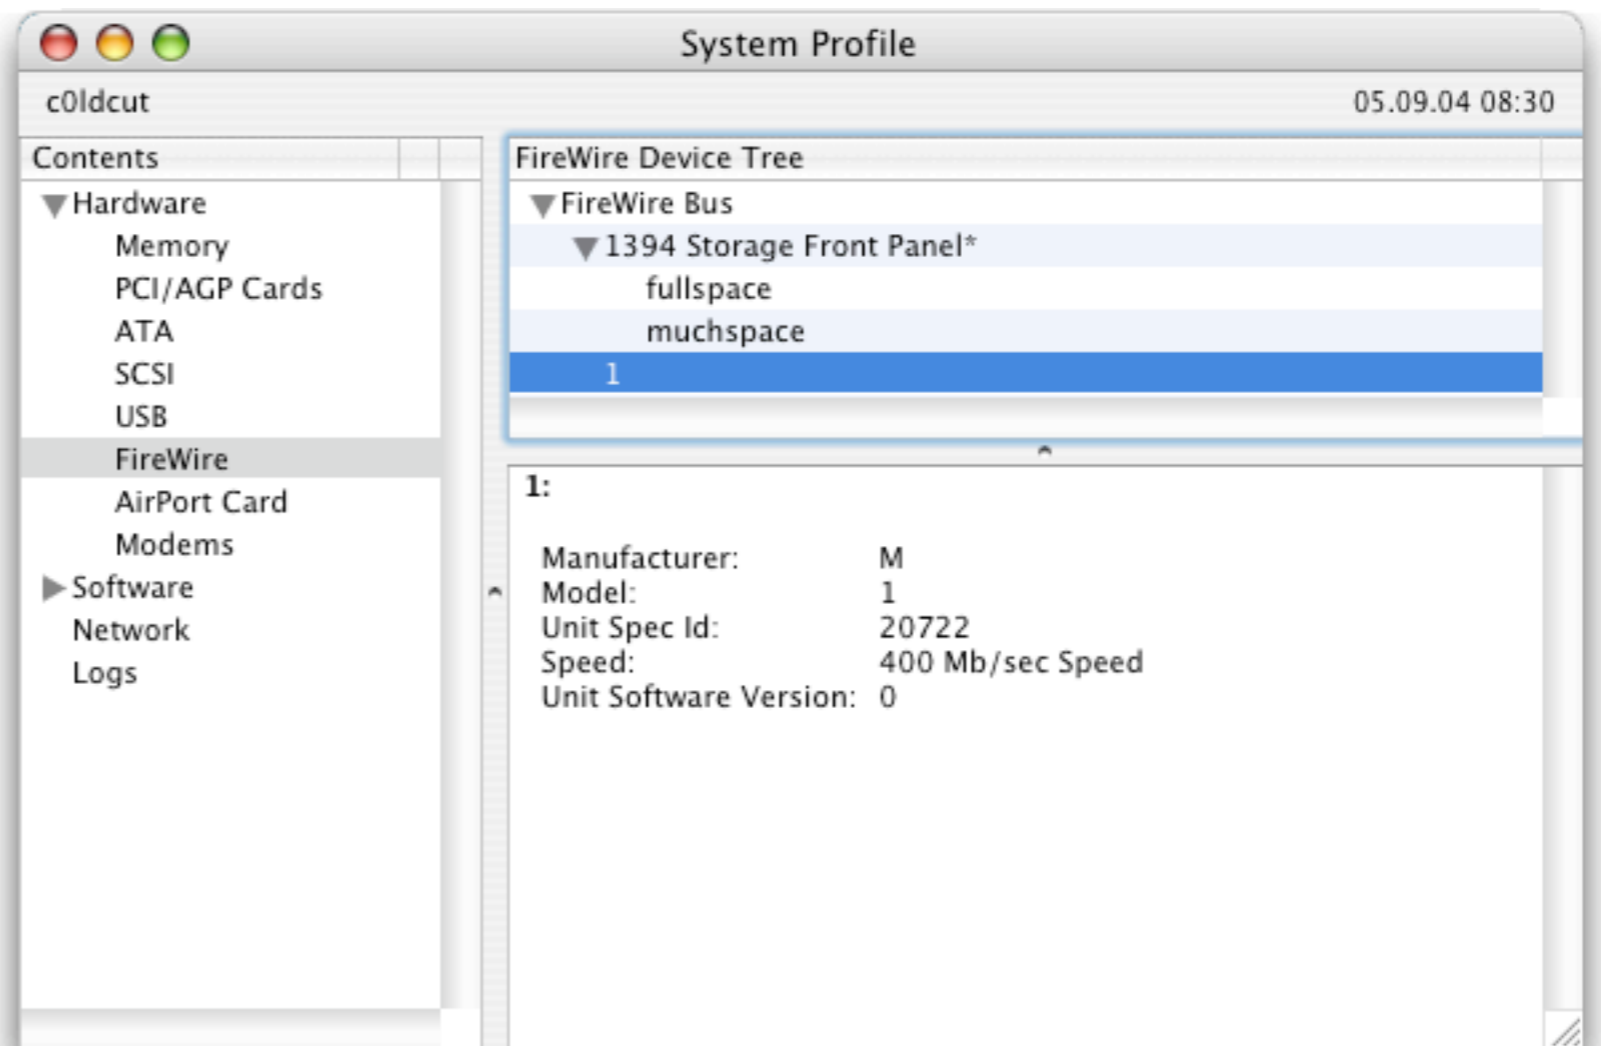 System Profile
c0ldcut
05.09.04 08:30
Contents
Hardware
Memory
PCI/AGP Cards
ATA
SCSI
USB
FireWire
AirPort Card
Modems
Software
Network
Logs
FireWire Device Tree
FireWire Bus
1394 Storage Front Panel*
fullspace
muchspace
1
1:
Manufacturer: M
Model: 1
Unit Spec Id: 20722
Speed: 400 Mb/sec Speed
Unit Software Version: 0